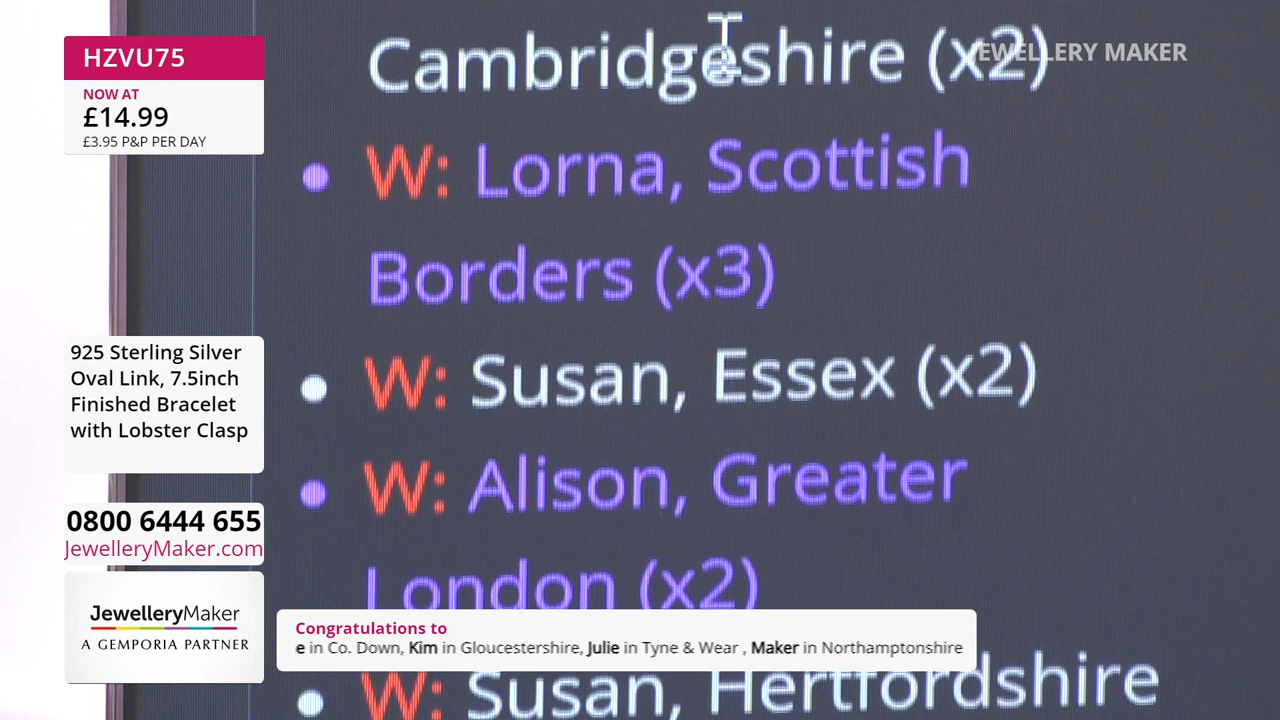 HZVU75
NOW AT
£14.99
£3.95 P&P PER DAY
JEWELLERY MAKER
Cambridgeshire (x2)
• W: Lorna, Scottish
Borders (x3)
• W: Susan, Essex (x2)
• W: Alison, Greater
London (x2)
• W: Susan, Hertfordshire
925 Sterling Silver
Oval Link, 7.5inch
Finished Bracelet
with Lobster Clasp
0800 6444 655
JewelleryMaker.com
JewelleryMaker
A GEMPORIA PARTNER
Congratulations to
e in Co. Down, Kim in Gloucestershire, Julie in Tyne & Wear , Maker in Northamptonshire